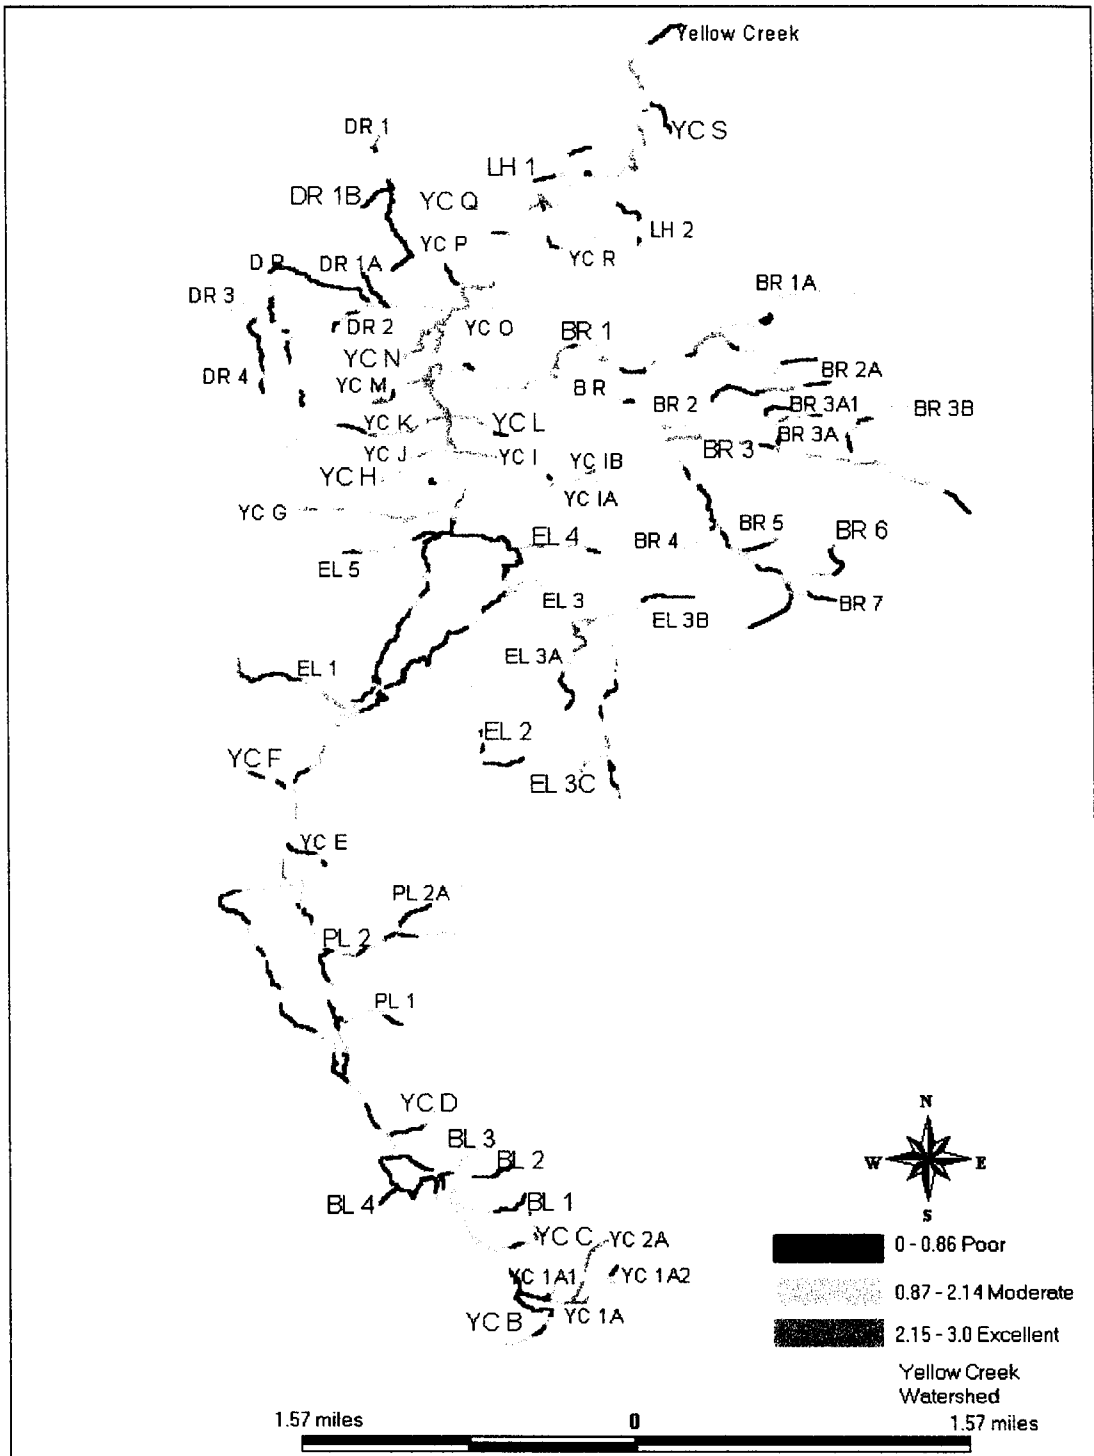 Yellow Creek
YC S
DR 1
LH 1
DR 1B
YC Q
LH 2
YC P
YC R
DR 1A
DR 3
BR 1A
DR 2
YC O
BR 1
YC N
DR 4
YC M
BR
BR 2A
BR 2
BR 3A1
BR 3B
YC K
YC L
BR 3A
BR 3
YC J
YC I
YC IB
YC H
YC IA
YC G
EL 4
BR 4
BR 5
BR 6
EL 5
EL 3
EL 3B
BR 7
EL 3A
EL 1
EL 2
YC F
EL 3C
YC E
PL 2A
PL 2
PL 1
YC D
BL 3
BL 2
BL 4
BL 1
YC C
YC 2A
YC 1A1
YC 1A2
YC 1A
YC B
N
W
E
S
0 - 0.86 Poor
0.87 - 2.14 Moderate
2.15 - 3.0 Excellent
Yellow Creek
Watershed
1.57 miles
0
1.57 miles